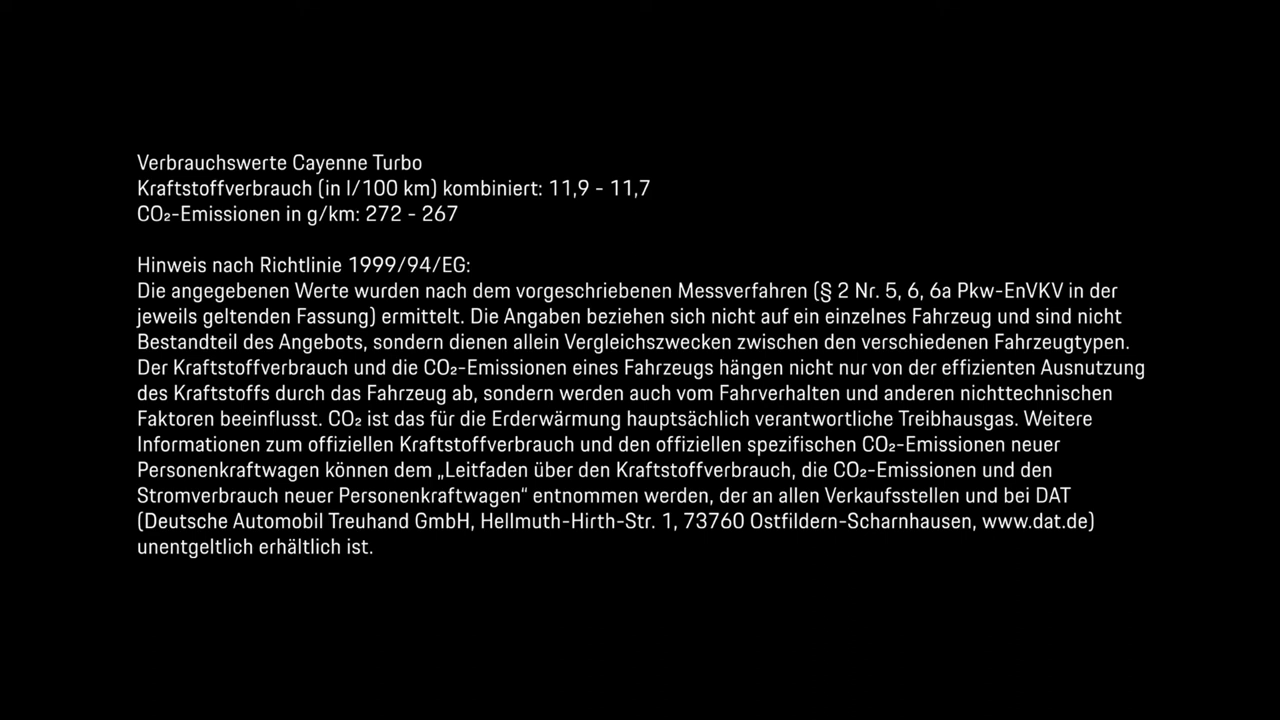 Verbrauchswerte Cayenne Turbo
Kraftstoffverbrauch (in l/100 km) kombiniert: 11,9 - 11,7
CO₂-Emissionen in g/km: 272 - 267
Hinweis nach Richtlinie 1999/94/EG:
Die angegebenen Werte wurden nach dem vorgeschriebenen Messverfahren (§ 2 Nr. 5, 6, 6a Pkw-EnVKV in der
jeweils geltenden Fassung) ermittelt. Die Angaben beziehen sich nicht auf ein einzelnes Fahrzeug und sind nicht
Bestandteil des Angebots, sondern dienen allein Vergleichszwecken zwischen den verschiedenen Fahrzeugtypen.
Der Kraftstoffverbrauch und die CO₂-Emissionen eines Fahrzeugs hängen nicht nur von der effizienten Ausnutzung
des Kraftstoffs durch das Fahrzeug ab, sondern werden auch vom Fahrverhalten und anderen nichttechnischen
Faktoren beeinflusst. CO₂ ist das für die Erderwärmung hauptsächlich verantwortliche Treibhausgas. Weitere
Informationen zum offiziellen Kraftstoffverbrauch und den offiziellen spezifischen CO₂-Emissionen neuer
Personenkraftwagen können dem „Leitfaden über den Kraftstoffverbrauch, die CO₂-Emissionen und den
Stromverbrauch neuer Personenkraftwagen“ entnommen werden, der an allen Verkaufsstellen und bei DAT
(Deutsche Automobil Treuhand GmbH, Hellmuth-Hirth-Str. 1, 73760 Ostfildern-Scharnhausen, www.dat.de)
unentgeltlich erhältlich ist.